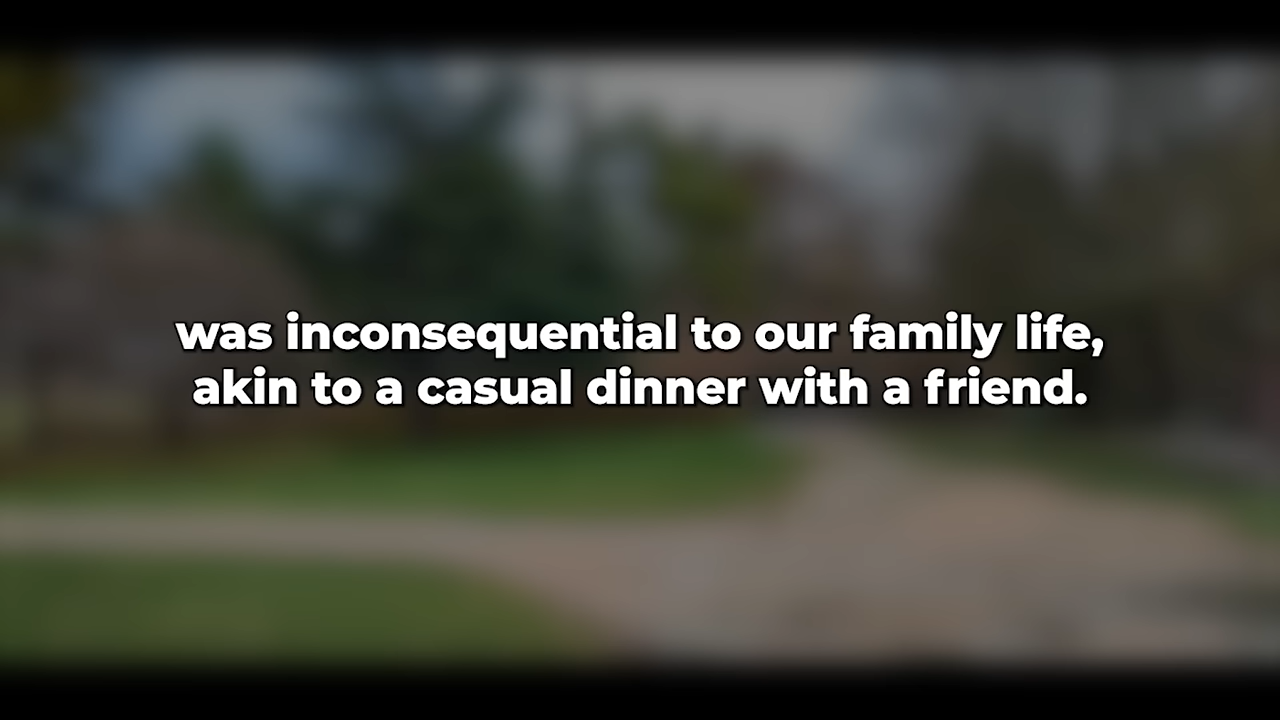 was inconsequential to our family life,
akin to a casual dinner with a friend.